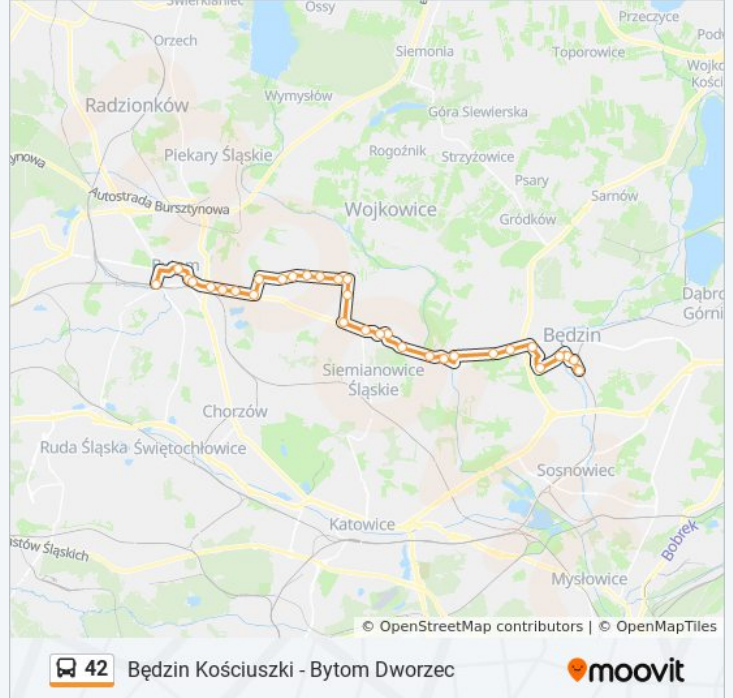 Świerklaniec
Ossy
Przeczyce
Orzech
Siemonia
Toporowice
Wymysłów
Radzionków
Góra Siewierska
Rogoźnik
Strzyżowice
Piekary Śląskie
Psary
Sarnów
Autostrada Bursztynowa
Wojkowice
Gródków
Będzin
Siemianowice
Śląskie
Chorzów
Ruda Śląska
Świętochłowice
Sosnowiec
Katowice
Bobrek
Mysłowice
© OpenStreetMap contributors | © OpenMapTiles
42 Będzin Kościuszki - Bytom Dworzec
moovit